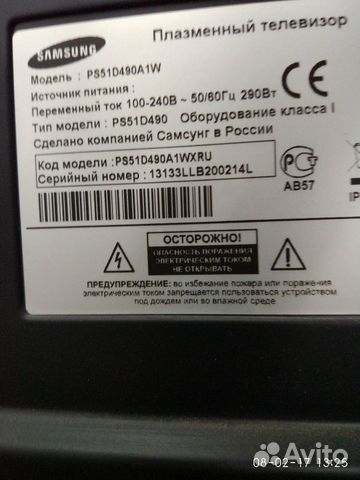 SAMSUNG
Плазменный телевизор
Модель : PS51D490A1W
Источник питания :
Переменный ток 100-240В ~ 50/60Гц 290Вт
Тип модели : PS51D490 Оборудование класса I
Сделано компанией Самсунг в России
CE
Код модели :PS51D490A1WXRU
Серийный номер : 13133LLB200214L
АВ57
IP
ОСТОРОЖНО!
ОПАСНОСТЬ ПОРАЖЕНИЯ
ЭЛЕКТРИЧЕСКИМ ТОКОМ
НЕ ОТКРЫВАТЬ
ПРЕДУПРЕЖДЕНИЕ: во избежание пожара или поражения
электрическим током запрещается пользоваться устройством
под дождем или во влажной среде
08-02-17 13:25
Avito